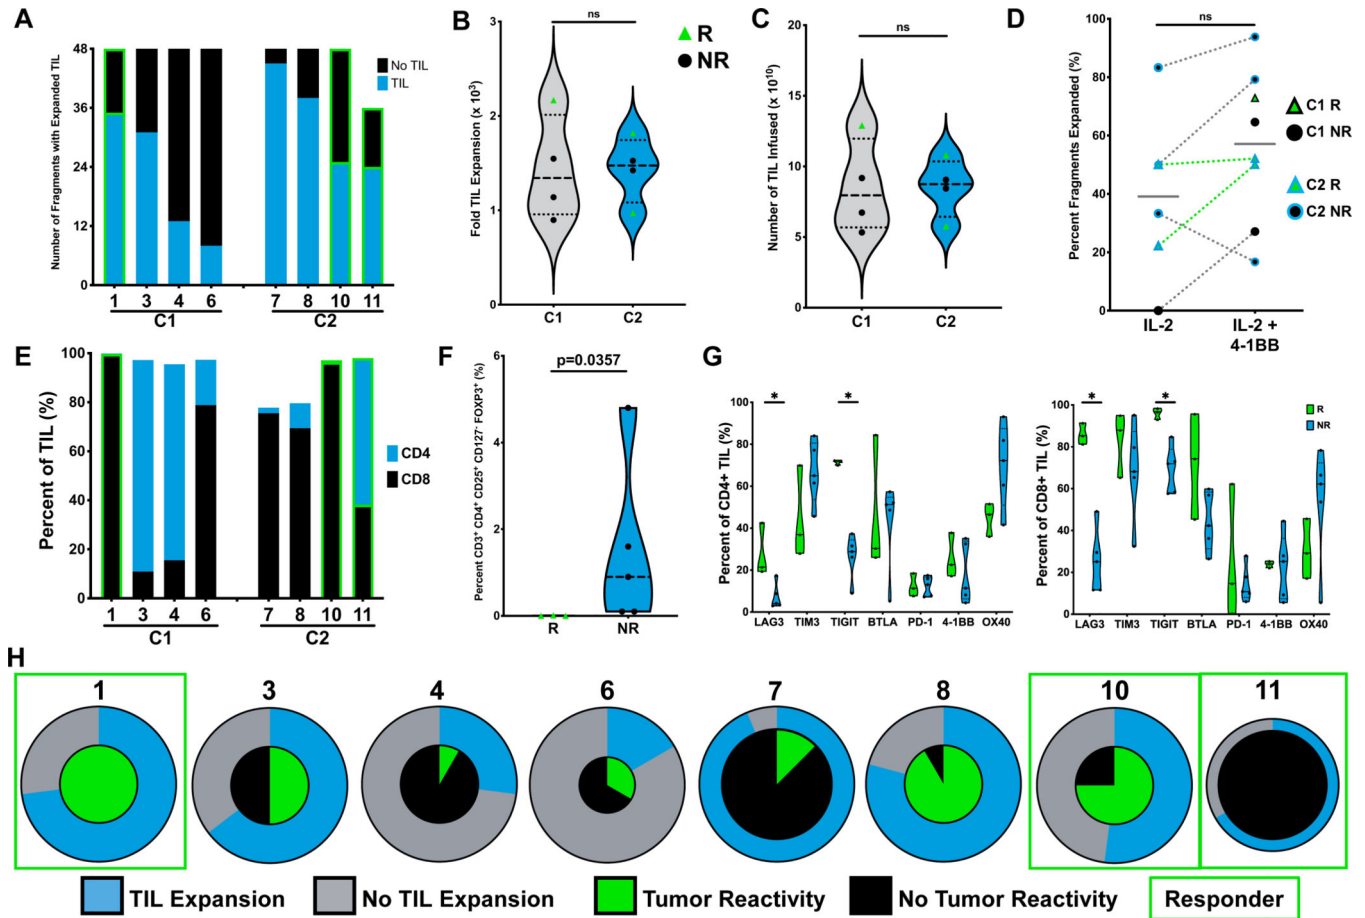 A
Number of Fragments with Expanded TIL
48
36
24
12
0
No TIL
TIL
1 3 4 6 7 8 10 11
C1 C2
B
Fold TIL Expansion (x 10³)
3
2
1
0
ns
R
NR
C1 C2
C
Number of TIL Infused (x 10¹⁰)
20
15
10
5
0
ns
C1 C2
D
Percent Fragments Expanded (%)
100
80
60
40
20
0
ns
C1 R
C1 NR
C2 R
C2 NR
IL-2 IL-2 +
4-1BB
E
Percent of TIL (%)
100
80
60
40
20
0
CD4
CD8
1 3 4 6 7 8 10 11
C1 C2
F
Percent CD3⁺ CD4⁺ CD25⁺ CD127⁻ FOXP3⁺ (%)
6
4
2
0
p=0.0357
R NR
G
Percent of CD4+ TIL (%)
100
80
60
40
20
0
* *
LAG3 TIM3 TIGIT BTLA PD-1 4-1BB OX40
Percent of CD8+ TIL (%)
100
80
60
40
20
0
* *
R
NR
LAG3 TIM3 TIGIT BTLA PD-1 4-1BB OX40
H
1 3 4 6 7 8 10 11
TIL Expansion No TIL Expansion Tumor Reactivity No Tumor Reactivity Responder